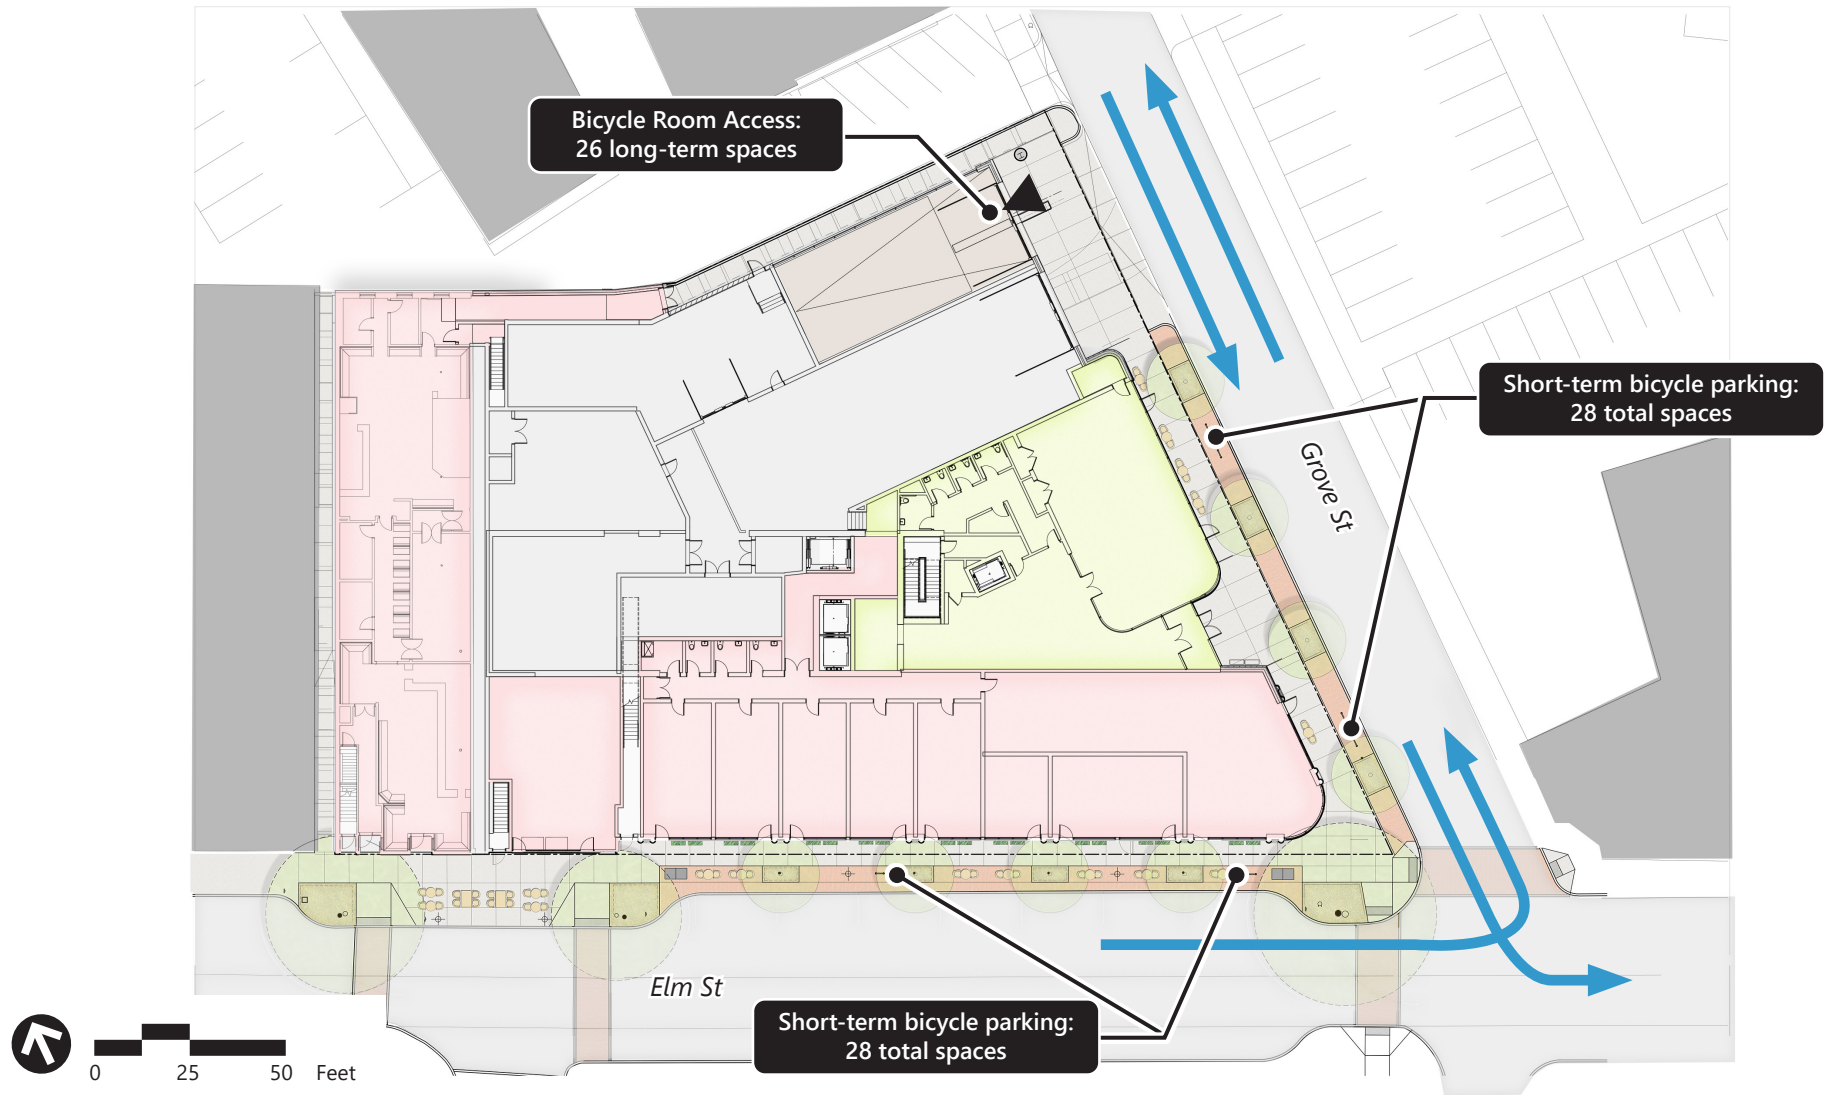 Bicycle Room Access:
26 long-term spaces
Short-term bicycle parking:
28 total spaces
Grove St
Elm St
Short-term bicycle parking:
28 total spaces
0 25 50 Feet